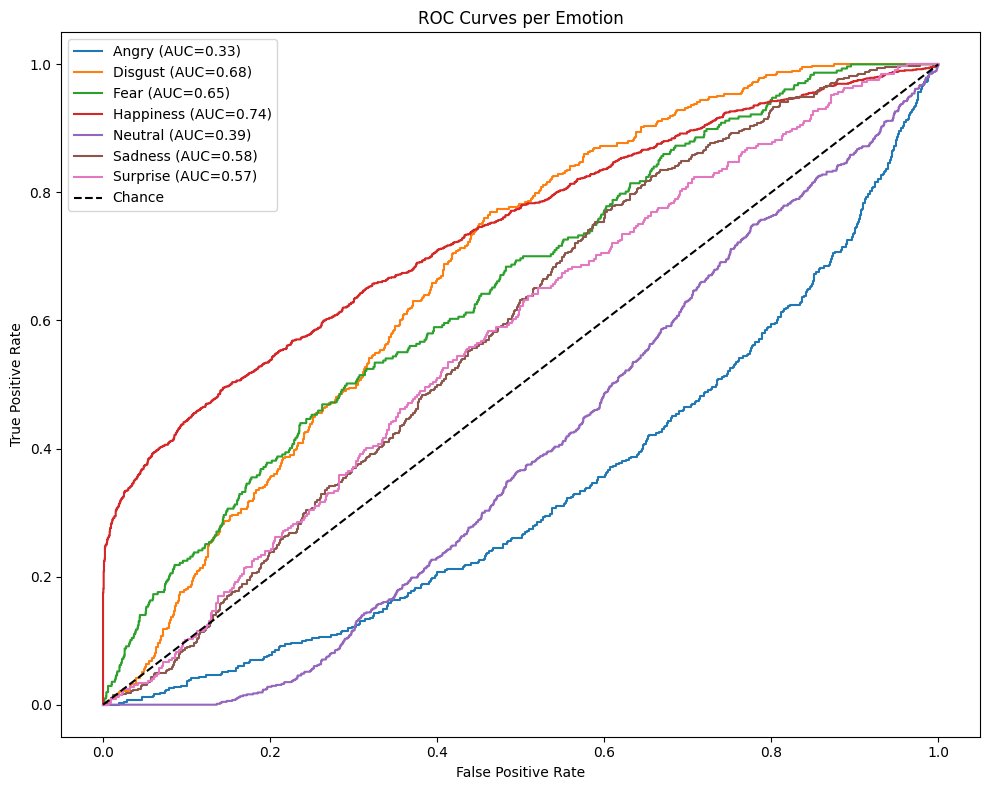 ROC Curves per Emotion
Angry (AUC=0.33)
Disgust (AUC=0.68)
Fear (AUC=0.65)
Happiness (AUC=0.74)
Neutral (AUC=0.39)
Sadness (AUC=0.58)
Surprise (AUC=0.57)
Chance
True Positive Rate
1.0
0.8
0.6
0.4
0.2
0.0
0.0 0.2 0.4 0.6 0.8 1.0
False Positive Rate